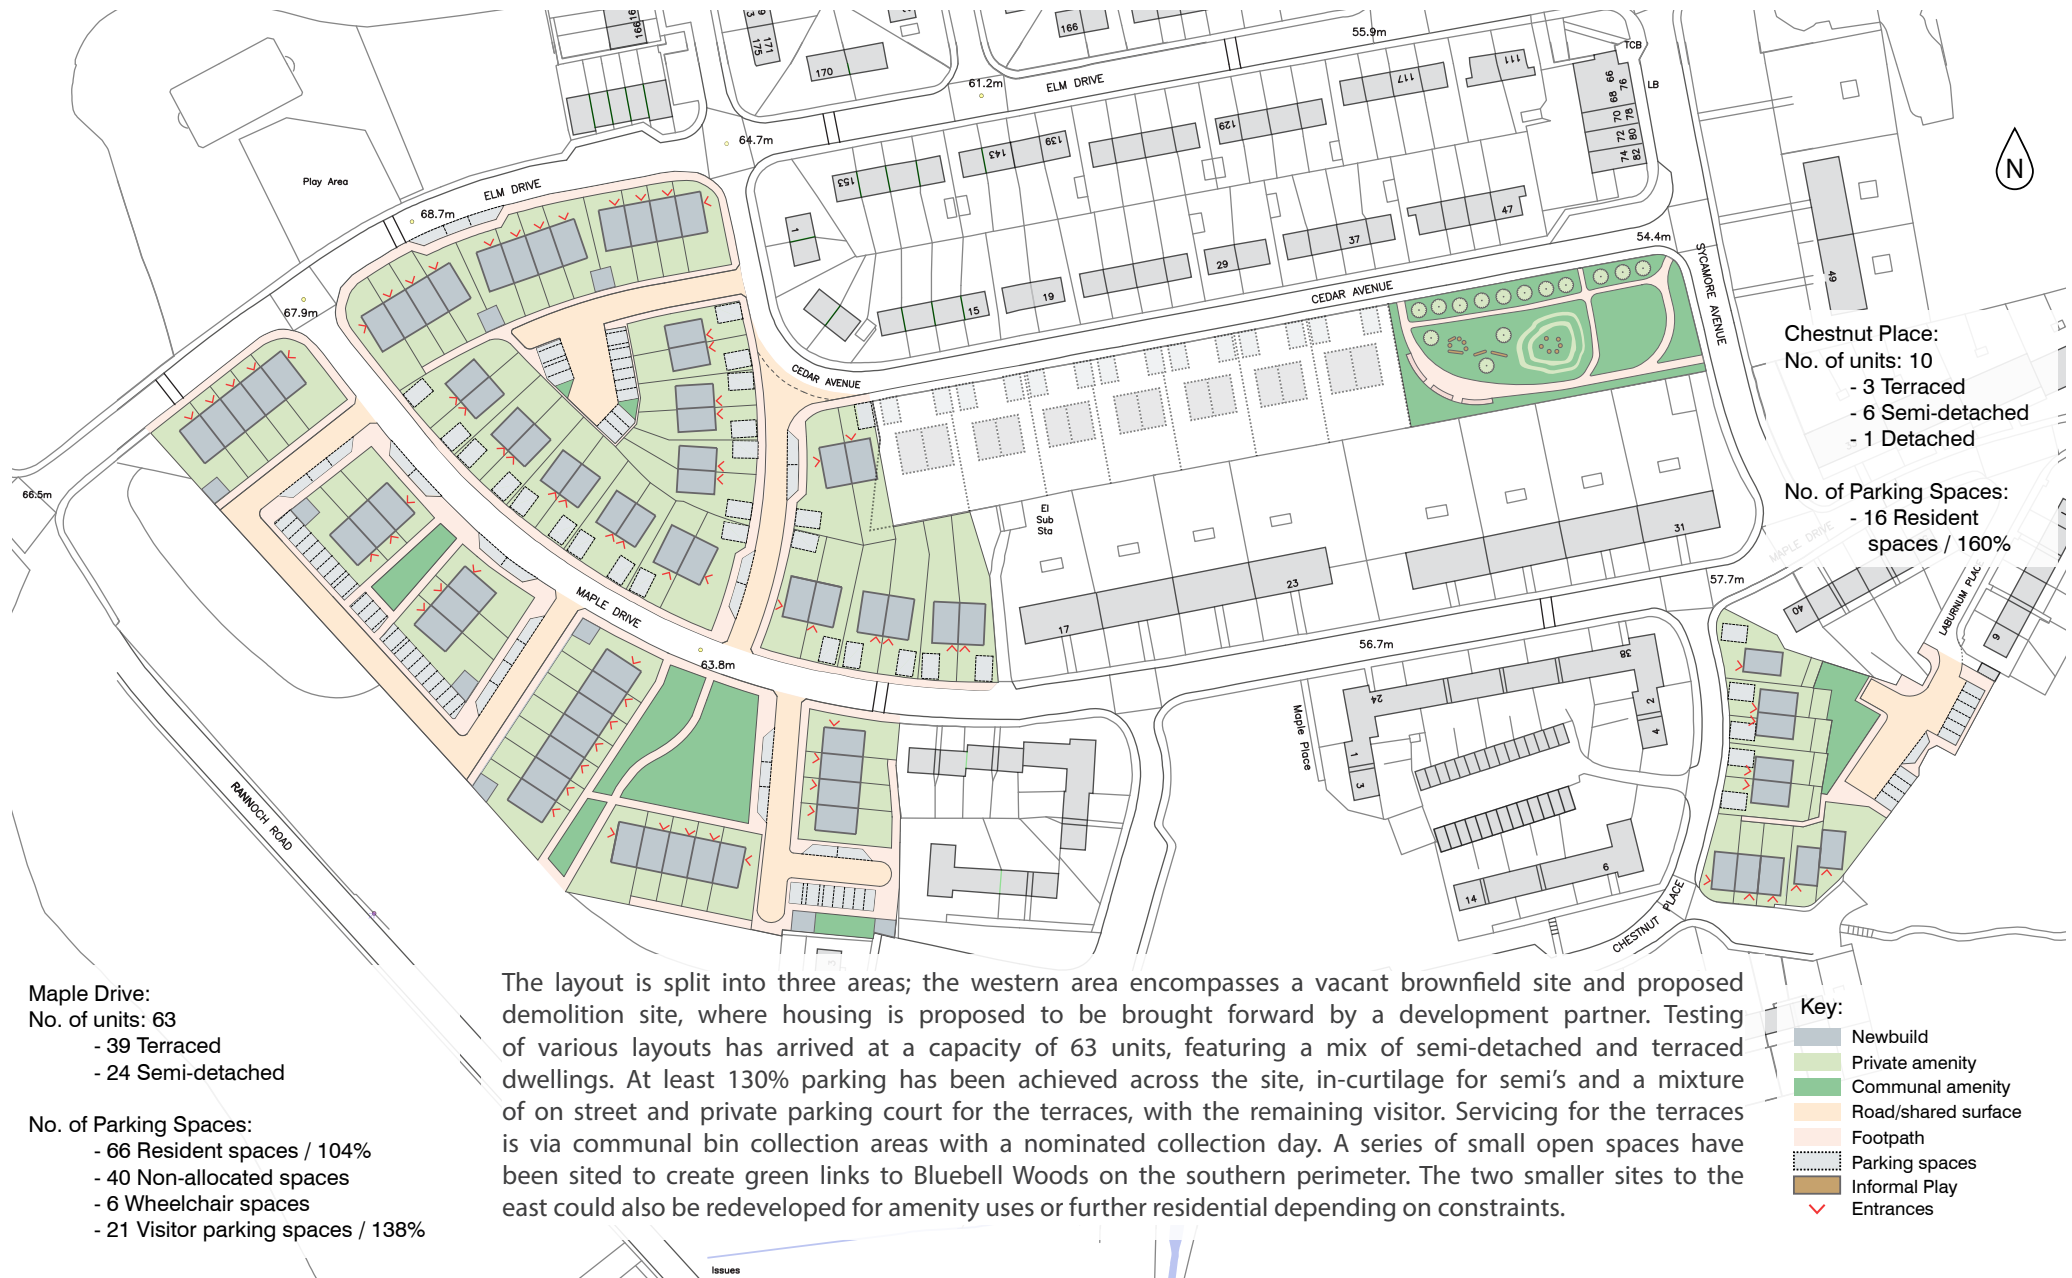 166
170
171
175
166
55.9m
TCB
LB
61.2m
ELM DRIVE
117
111
66
76
68
70
78
72
80
74
82
64.7m
129
143
139
153
Play Area
ELM DRIVE
68.7m
N
1
47
37
29
19
15
54.4m
SYCAMORE AVENUE
49
CEDAR AVENUE
CEDAR AVENUE
67.9m
66.5m
Chestnut Place:
No. of units: 10
- 3 Terraced
- 6 Semi-detached
- 1 Detached
No. of Parking Spaces:
- 16 Resident
spaces / 160%
El
Sub
Sta
31
23
17
MAPLE DRIVE
57.7m
40
LABURNUM PLAC
9
MAPLE DRIVE
63.8m
56.7m
38
24
2
4
1
3
Maple Place
6
14
CHESTNUT PLACE
RANNOCH ROAD
3
Maple Drive:
No. of units: 63
- 39 Terraced
- 24 Semi-detached
No. of Parking Spaces:
- 66 Resident spaces / 104%
- 40 Non-allocated spaces
- 6 Wheelchair spaces
- 21 Visitor parking spaces / 138%
The layout is split into three areas; the western area encompasses a vacant brownfield site and proposed
demolition site, where housing is proposed to be brought forward by a development partner. Testing
of various layouts has arrived at a capacity of 63 units, featuring a mix of semi-detached and terraced
dwellings. At least 130% parking has been achieved across the site, in-curtilage for semi's and a mixture
of on street and private parking court for the terraces, with the remaining visitor. Servicing for the terraces
is via communal bin collection areas with a nominated collection day. A series of small open spaces have
been sited to create green links to Bluebell Woods on the southern perimeter. The two smaller sites to the
east could also be redeveloped for amenity uses or further residential depending on constraints.
Key:
Newbuild
Private amenity
Communal amenity
Road/shared surface
Footpath
Parking spaces
Informal Play
Entrances
Issues